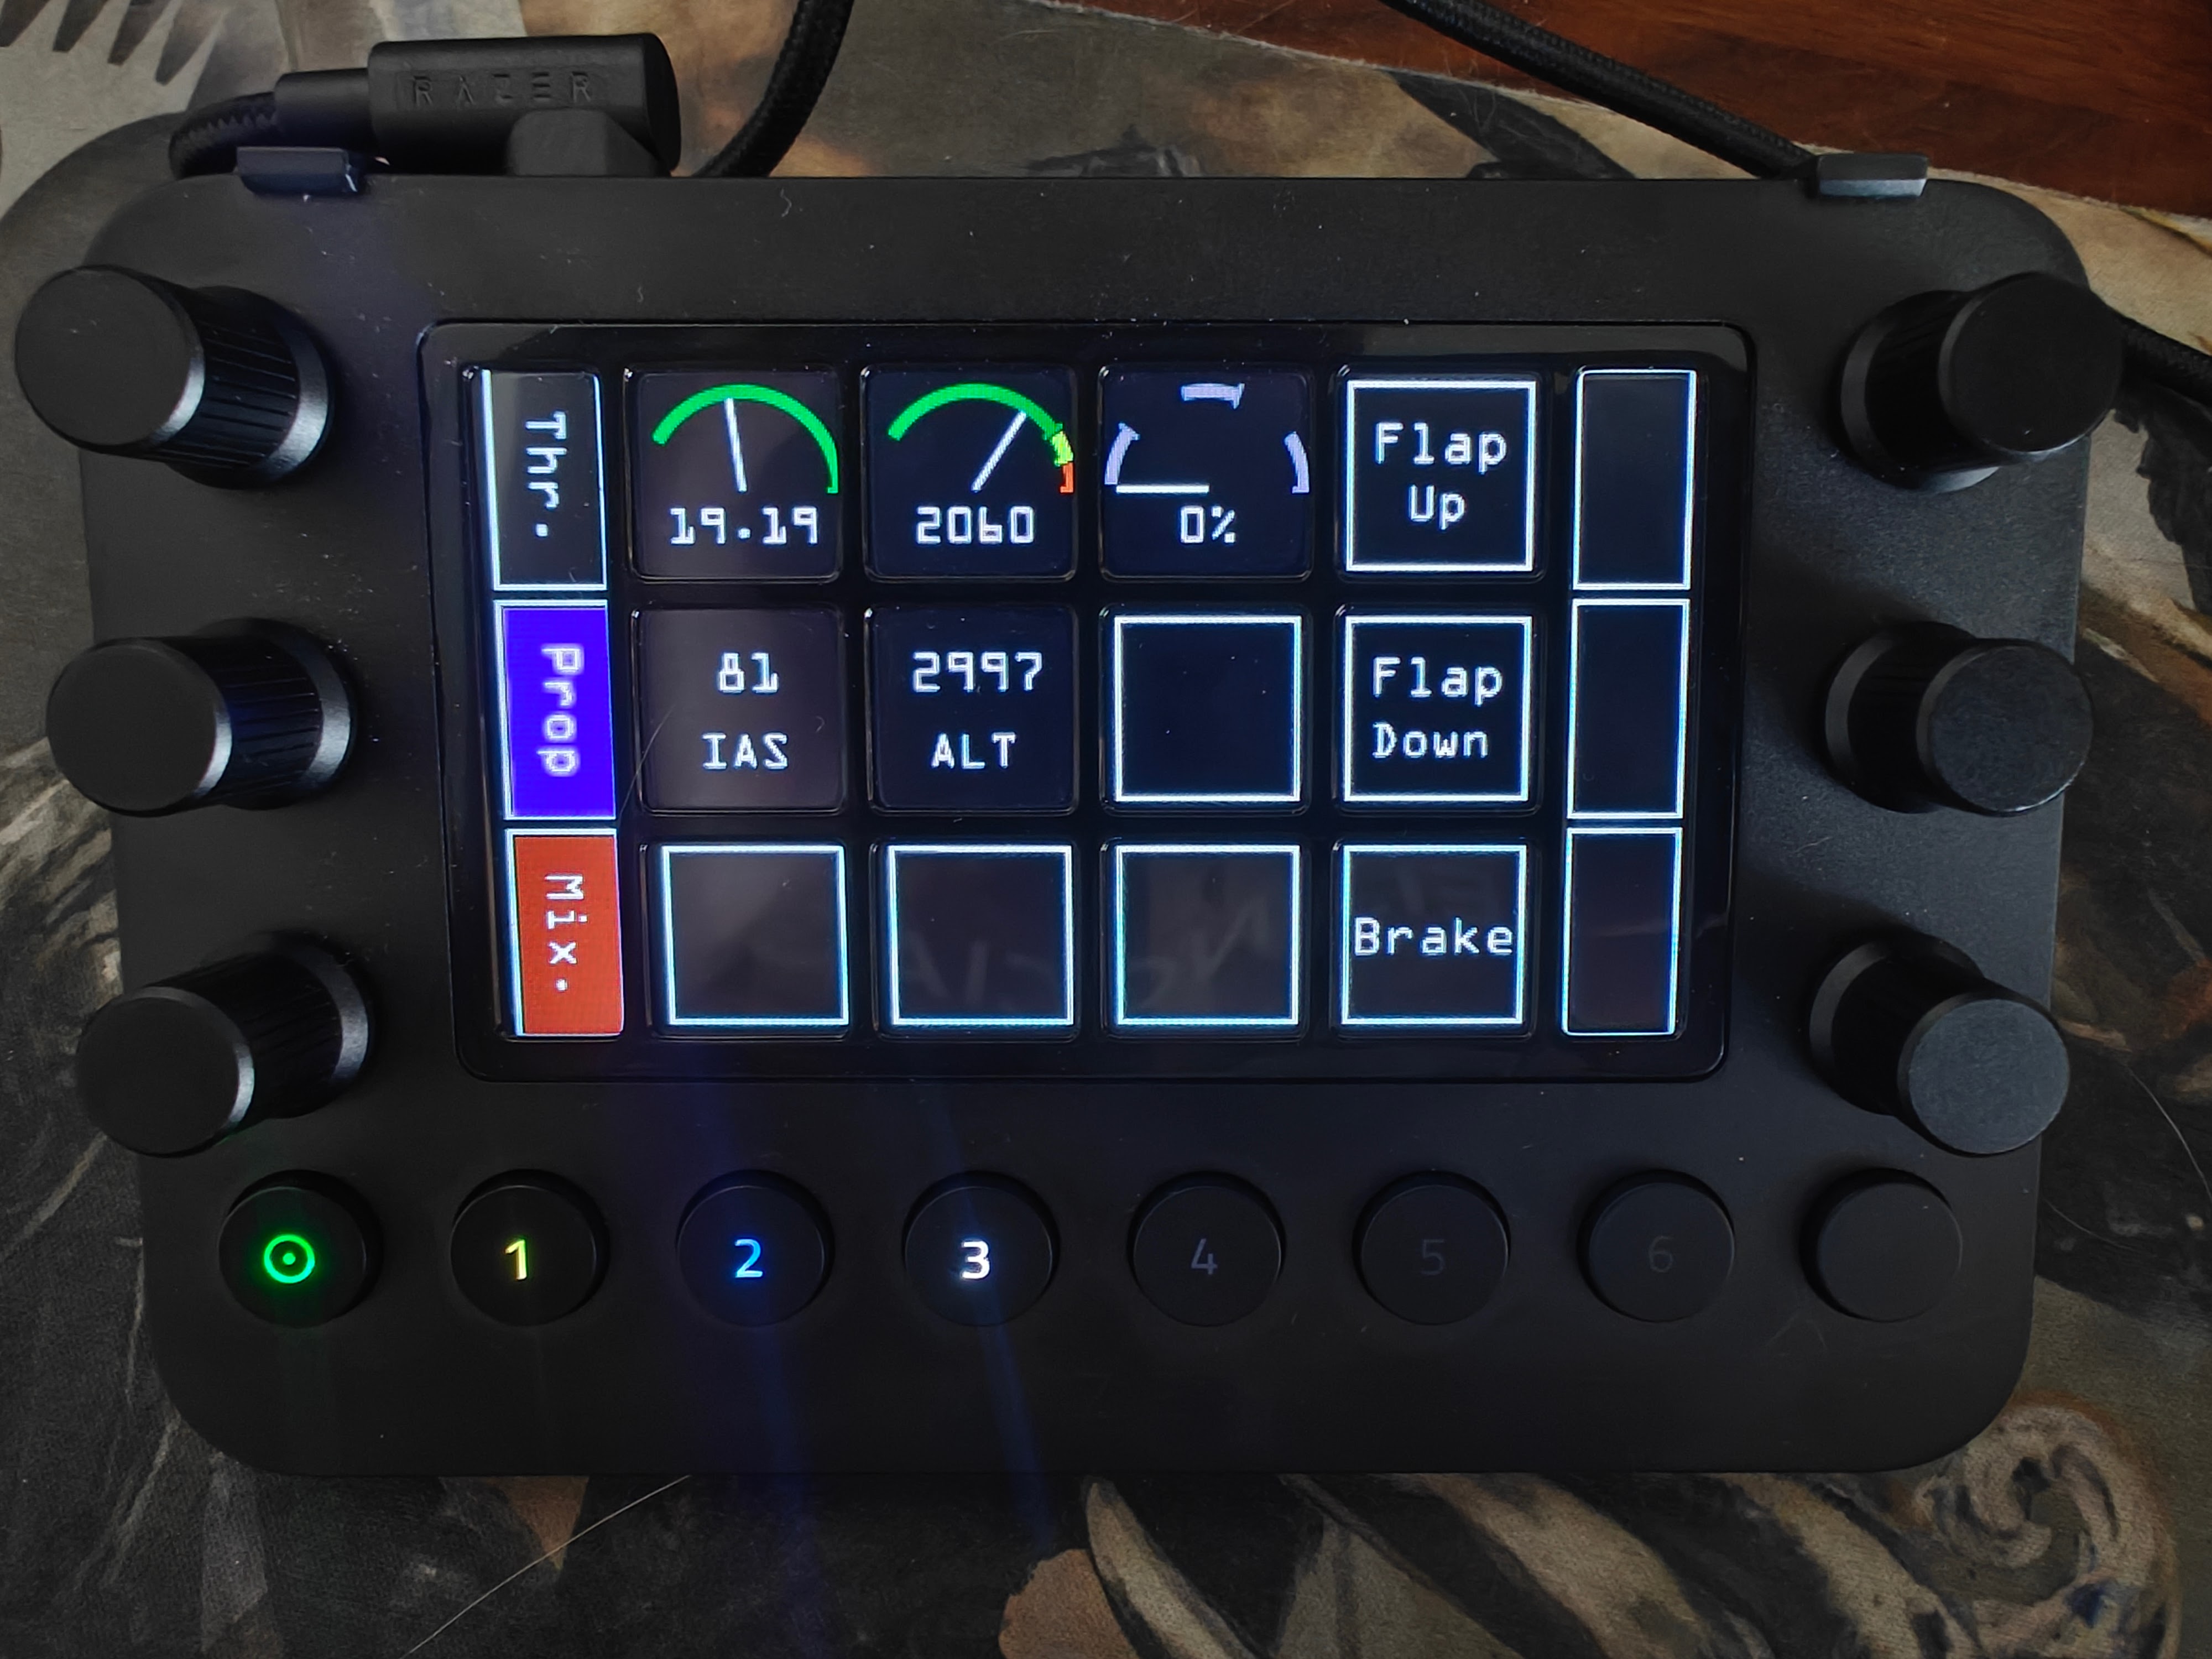 RAZER
Thr.
19.19
2060
0%
Flap
Up
Prop
81
IAS
2997
ALT
Flap
Down
Mix.
Brake
1
2
3
4
5
6